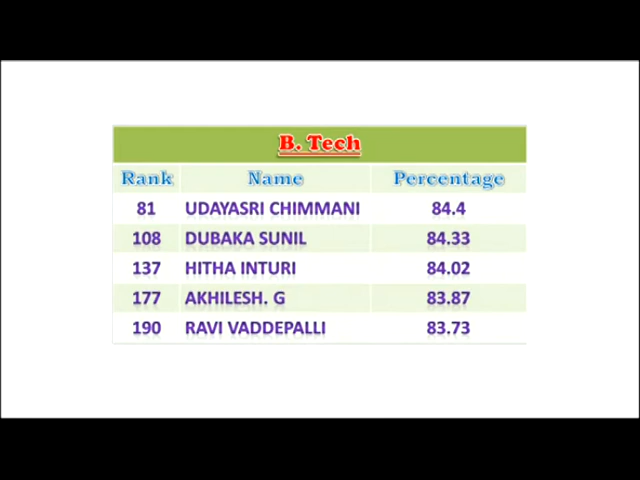 B. Tech
Rank Name Percentage
81 UDAYASRI CHIMMANI 84.4
108 DUBAKA SUNIL 84.33
137 HITHA INTURI 84.02
177 AKHILESH. G 83.87
190 RAVI VADDEPALLI 83.73